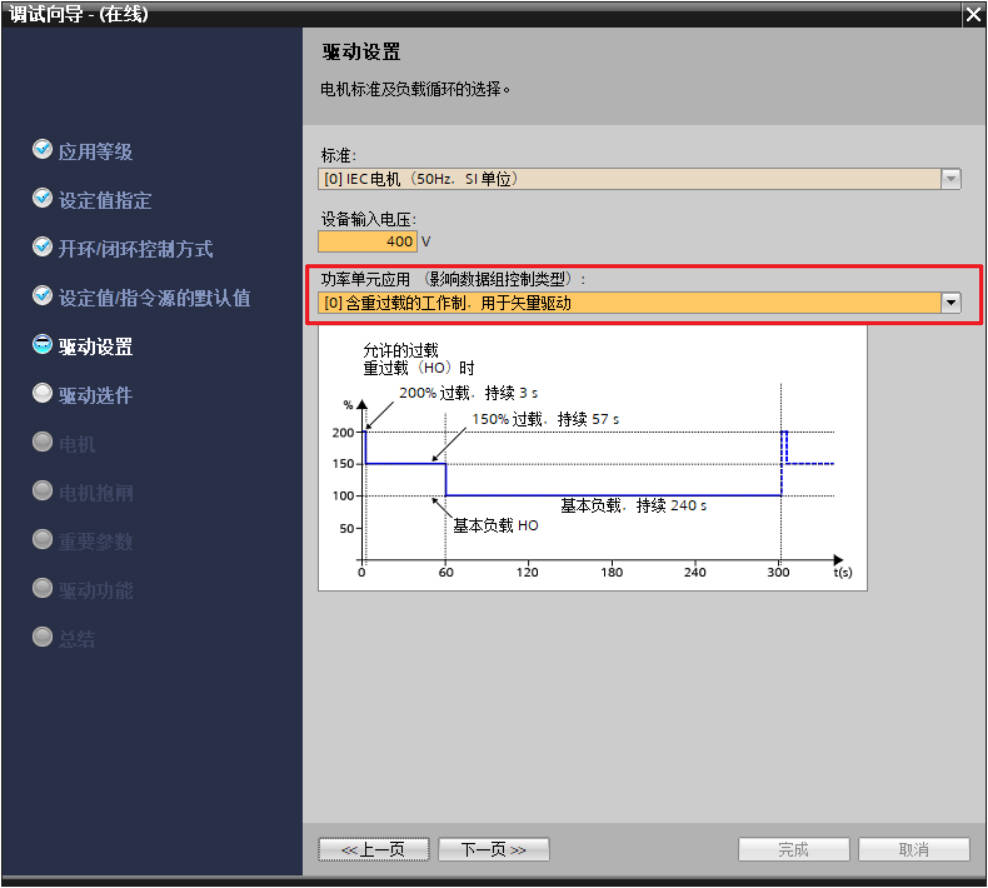 调试向导 - (在线)
驱动设置
电机标准及负载循环的选择。
应用等级
设定值指定
开环/闭环控制方式
设定值/指令源的默认值
驱动设置
驱动选件
电机
电机抱闸
重要参数
驱动功能
总结
标准:
[0] IEC 电机（50Hz，SI 单位）
设备输入电压:
400 V
功率单元应用 （影响数据组控制类型）:
[0] 含重过载的工作制，用于矢量驱动
允许的过载
重过载（HO）时
200% 过载，持续 3 s
150% 过载，持续 57 s
%
200
150
100
50
基本负载，持续 240 s
基本负载 HO
0 60 120 180 240 300 t(s)
<<上一页 下一页>> 完成 取消